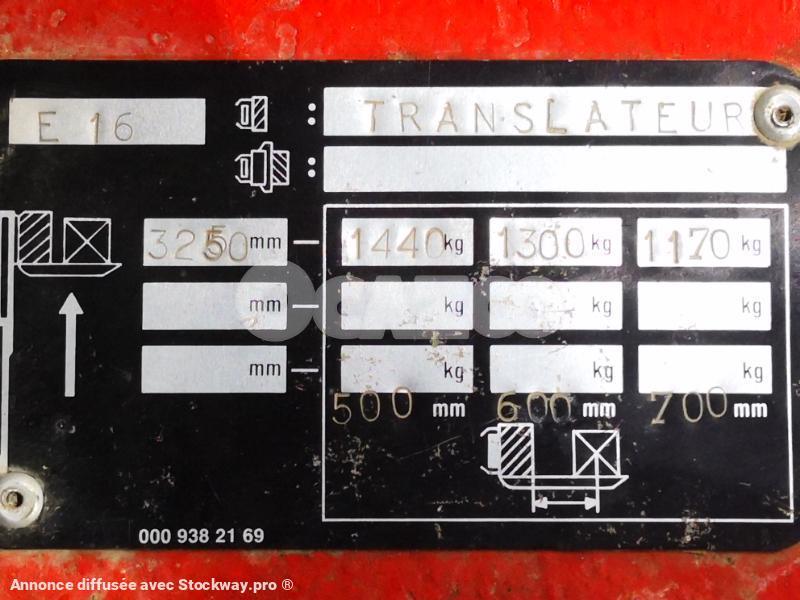 E 16 : TRANSLATEUR
:
3250 mm 1440 kg 1300 kg 1170 kg
mm kg kg kg
mm kg kg kg
500 mm 600 mm 700 mm
000 938 21 69
Annonce diffusée avec Stockway.pro ®